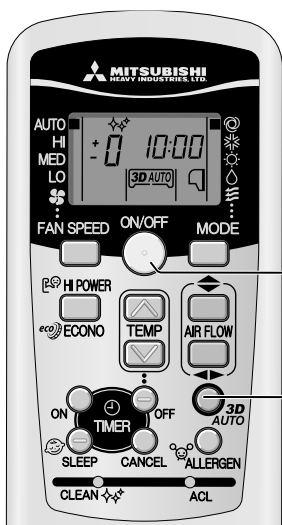 MITSUBISHI
HEAVY INDUSTRIES, LTD.
AUTO
HI
MED
LO
+
-
0
10:00
3D AUTO
FAN SPEED
ON/OFF
MODE
HI POWER
eco
ECONO
TEMP
AIR FLOW
ON
OFF
TIMER
3D
AUTO
SLEEP
CANCEL
ALLERGEN
CLEAN
ACL